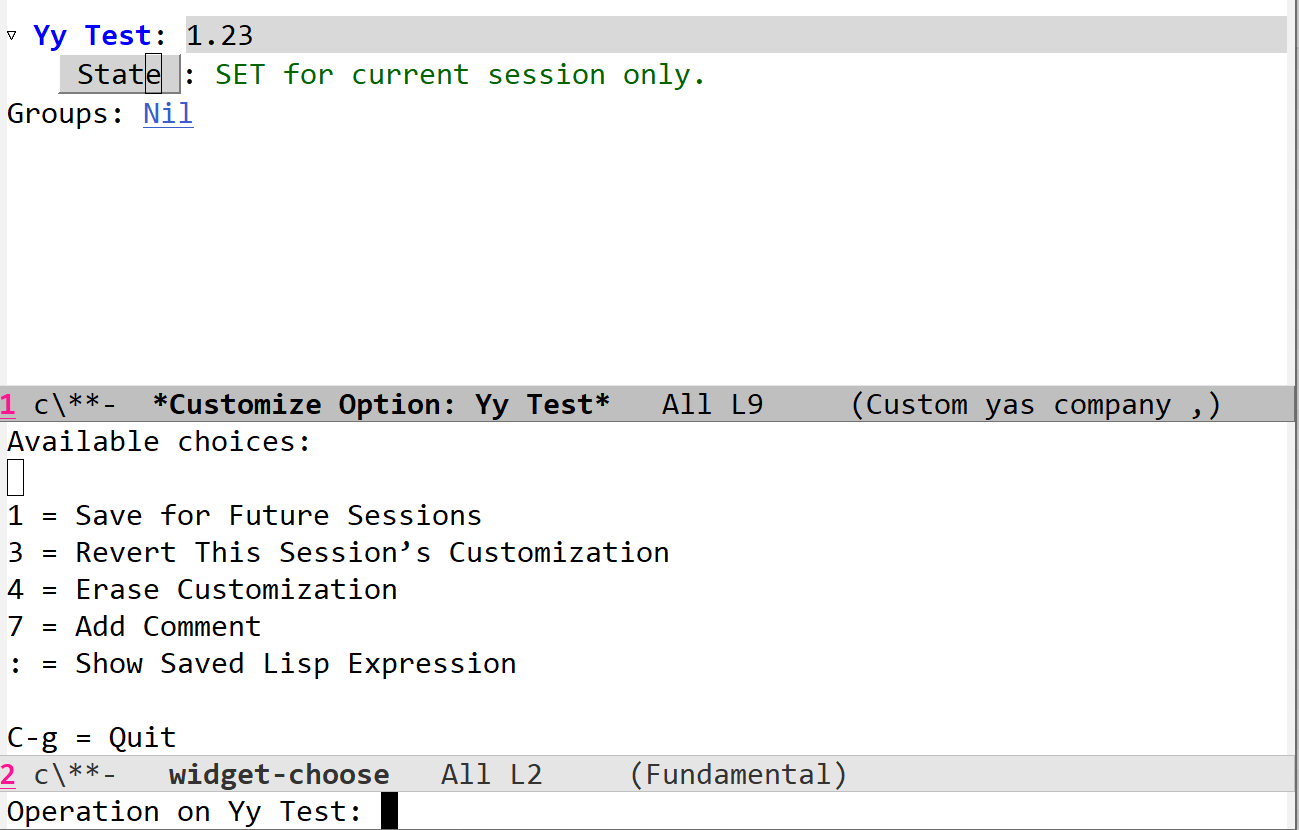 ▿ Yy Test: 1.23
State : SET for current session only.
Groups: Nil
1 c\**-  *Customize Option: Yy Test*   All L9     (Custom yas company ,)
Available choices:
1 = Save for Future Sessions
3 = Revert This Session’s Customization
4 = Erase Customization
7 = Add Comment
: = Show Saved Lisp Expression
C-g = Quit
2 c\**-   widget-choose   All L2     (Fundamental)
Operation on Yy Test: